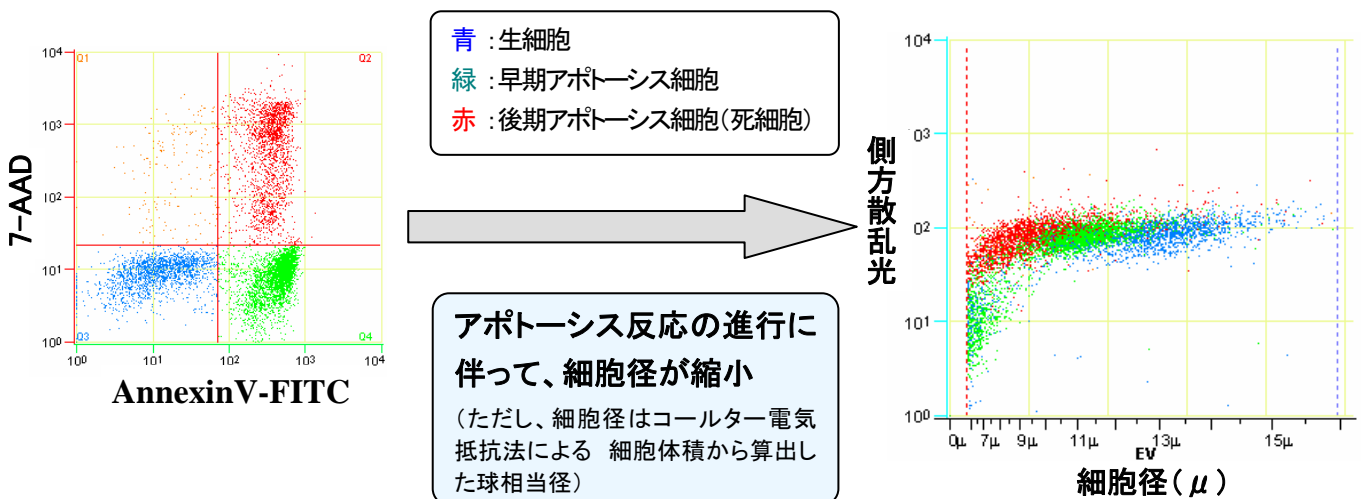 7-AAD
10⁴
10³
10²
10¹
10⁰
Q1
Q2
Q3
Q4
10⁰ 10¹ 10² 10³ 10⁴
AnnexinV-FITC
青：生細胞
緑：早期アポトーシス細胞
赤：後期アポトーシス細胞（死細胞）
アポトーシス反応の進行に
伴って、細胞径が縮小
（ただし、細胞径はコールター電気
抵抗法による 細胞体積から算出し
た球相当径）
側方散乱光
10⁴
10³
10²
10¹
10⁰
0μ 7μ 9μ 11μ 13μ 15μ
EV
細胞径(μ)